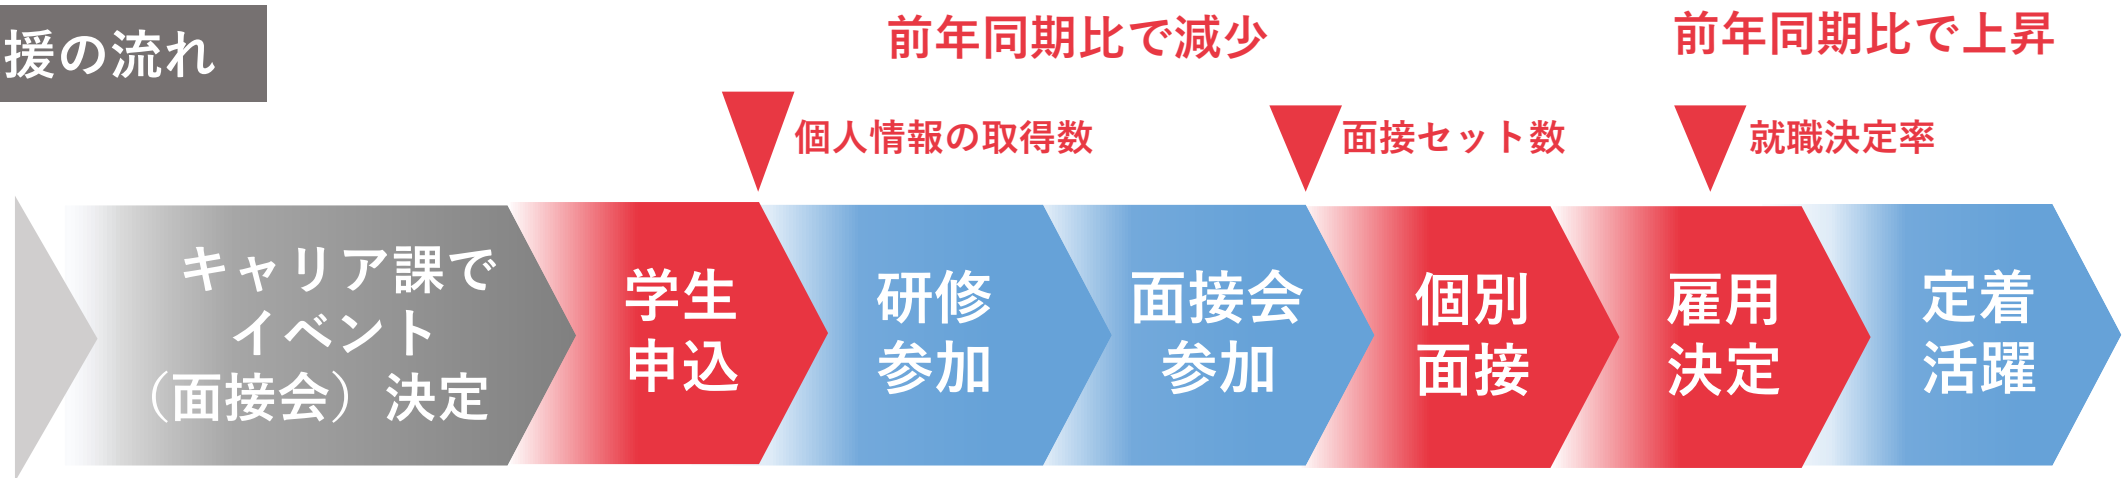 援の流れ
前年同期比で減少
前年同期比で上昇
個人情報の取得数
面接セット数
就職決定率
キャリア課で
イベント
（面接会）決定
学生
申込
研修
参加
面接会
参加
個別
面接
雇用
決定
定着
活躍